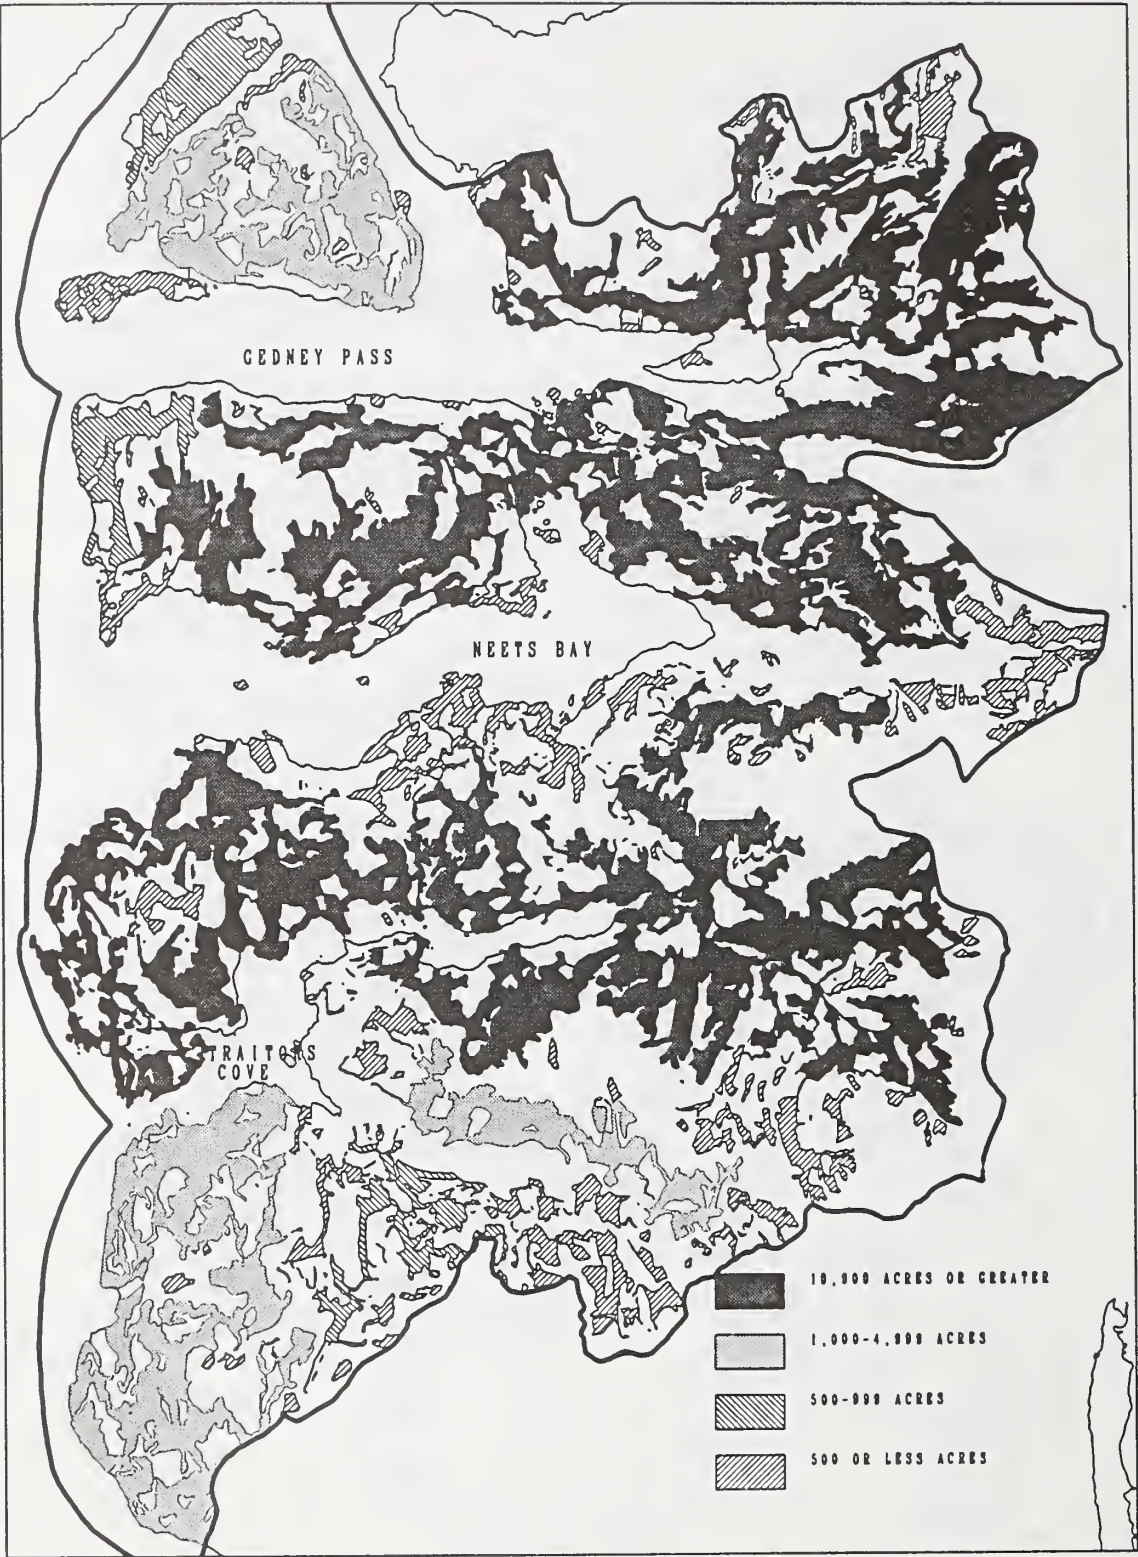 GEDNEY PASS
NEETS BAY
TRAITORS
COVE
10,000 ACRES OR GREATER
1,000-4,999 ACRES
500-999 ACRES
500 OR LESS ACRES